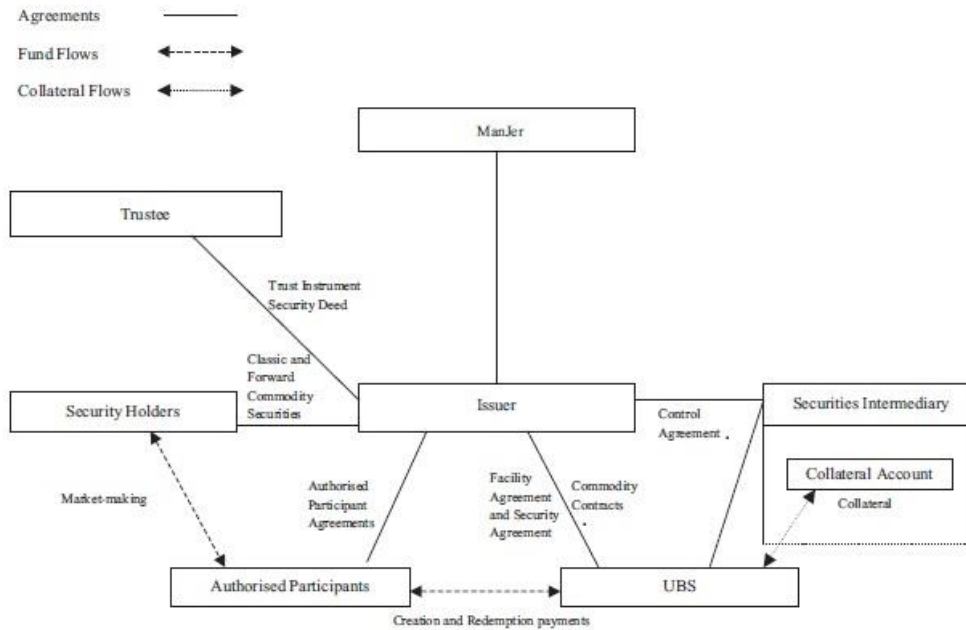 Agreements
Fund Flows
Collateral Flows
ManJer
Trustee
Trust Instrument
Security Deed
Classic and
Forward
Commodity
Securities
Security Holders
Issuer
Securities Intermediary
Control
Agreement
Collateral Account
Collateral
Market-making
Authorised
Participant
Agreements
Facility
Agreement
and Security
Agreement
Commodity
Contracts
Authorised Participants
UBS
Creation and Redemption payments